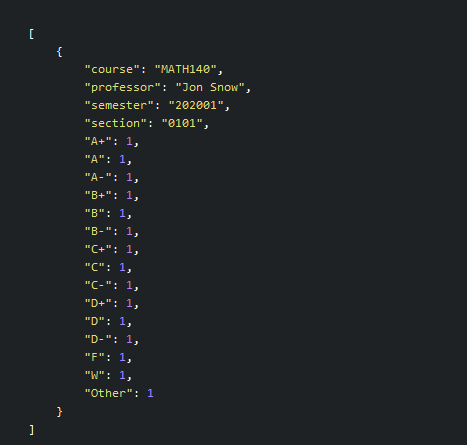 [
    {
        "course": "MATH140",
        "professor": "Jon Snow",
        "semester": "202001",
        "section": "0101",
        "A+": 1,
        "A": 1,
        "A-": 1,
        "B+": 1,
        "B": 1,
        "B-": 1,
        "C+": 1,
        "C": 1,
        "C-": 1,
        "D+": 1,
        "D": 1,
        "D-": 1,
        "F": 1,
        "W": 1,
        "Other": 1
    }
]